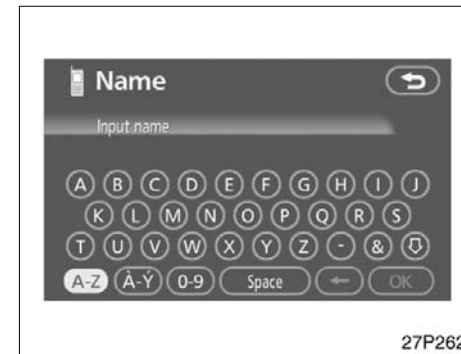 Name
Input name
A B C D E F G H I J
K L M N O P Q R S
T U V W X Y Z - &
A-Z À-Ý 0-9 Space ← OK
27P262